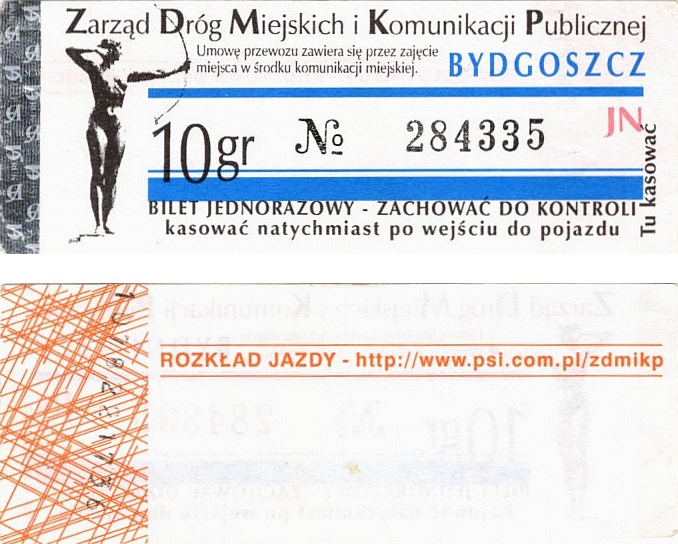 Zarząd Dróg Miejskich i Komunikacji Publicznej
Umowę przewozu zawiera się przez zajęcie
miejsca w środku komunikacji miejskiej.
BYDGOSZCZ
10gr № 284335
JN
Tu kasować
BILET JEDNORAZOWY - ZACHOWAĆ DO KONTROLI
kasować natychmiast po wejściu do pojazdu
ROZKŁAD JAZDY - http://www.psi.com.pl/zdmikp